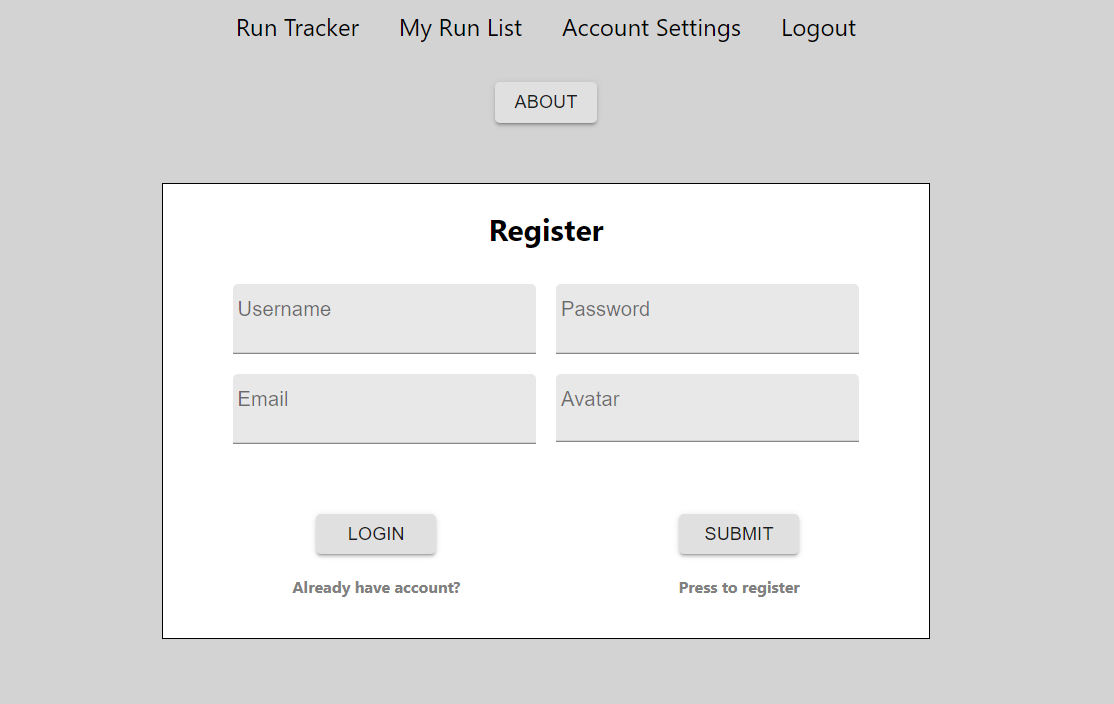 Run Tracker My Run List Account Settings Logout
ABOUT
Register
Username Password
Email Avatar
LOGIN SUBMIT
Already have account? Press to register